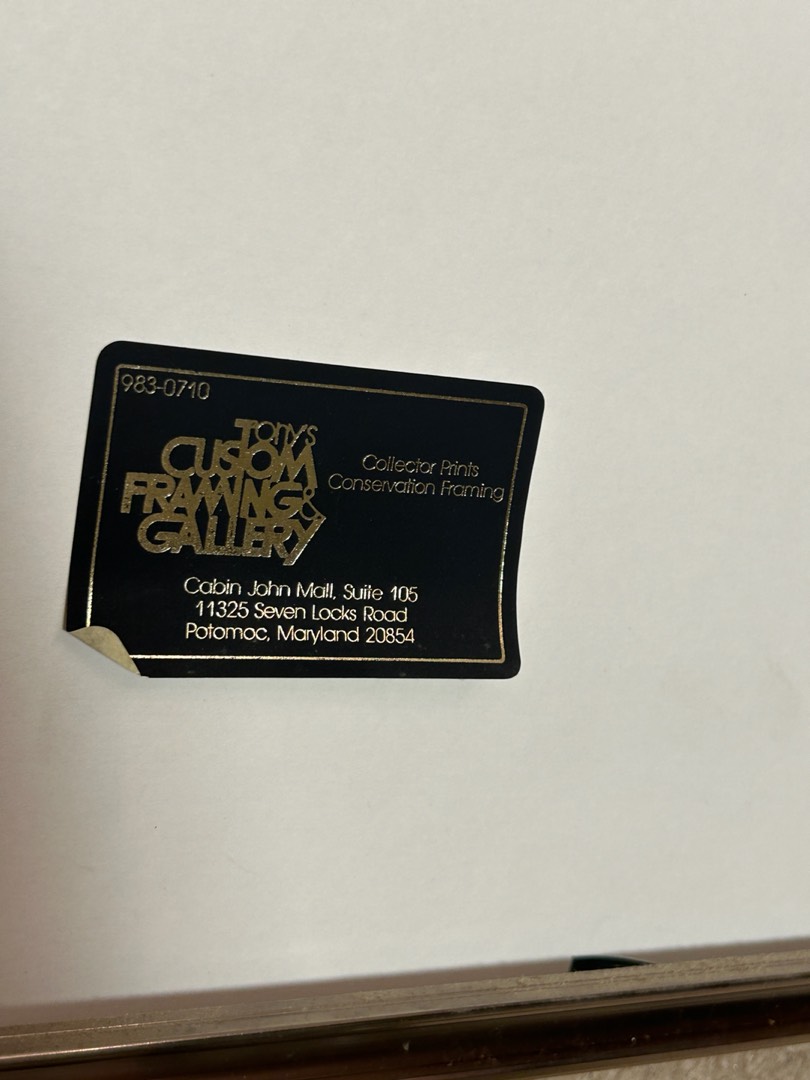 983-0710
Tony's
CUSTOM
FRAMING &
GALLERY
Collector Prints
Conservation Framing
Cabin John Mall, Suite 105
11325 Seven Locks Road
Potomac, Maryland 20854